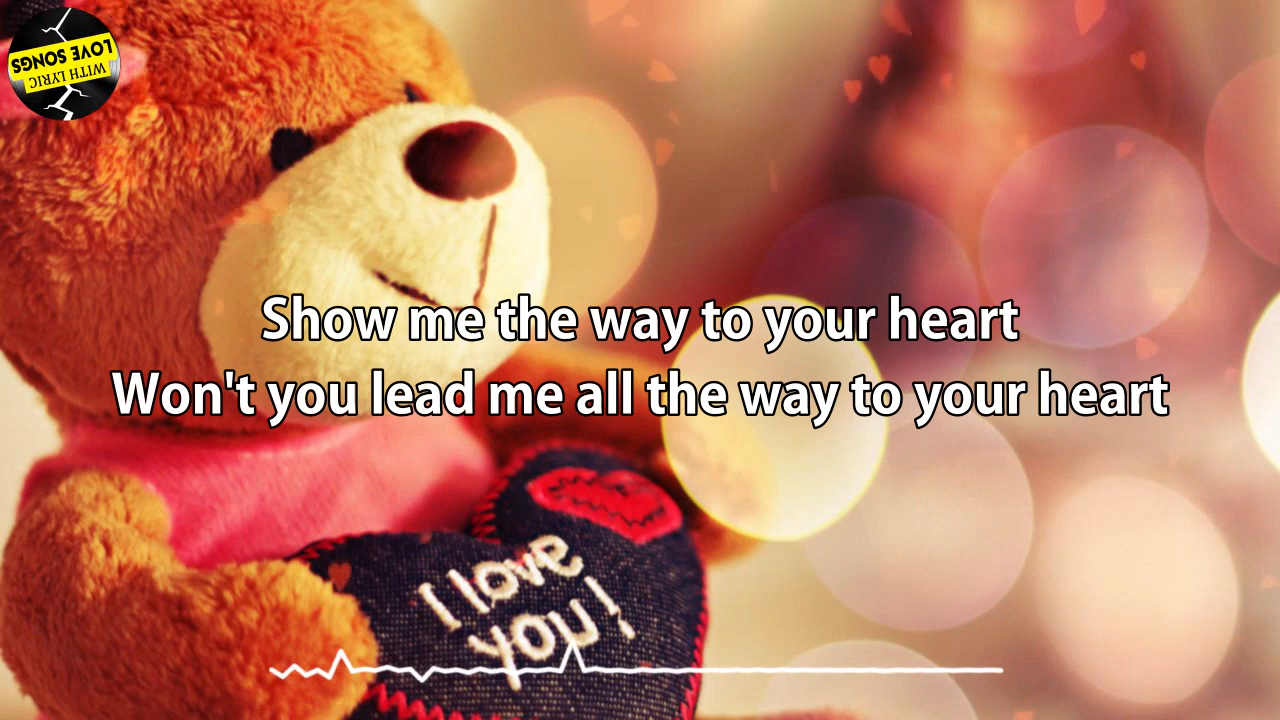 LOVE SONGS
WITH LYRIC
Show me the way to your heart
Won't you lead me all the way to your heart
I love
you!